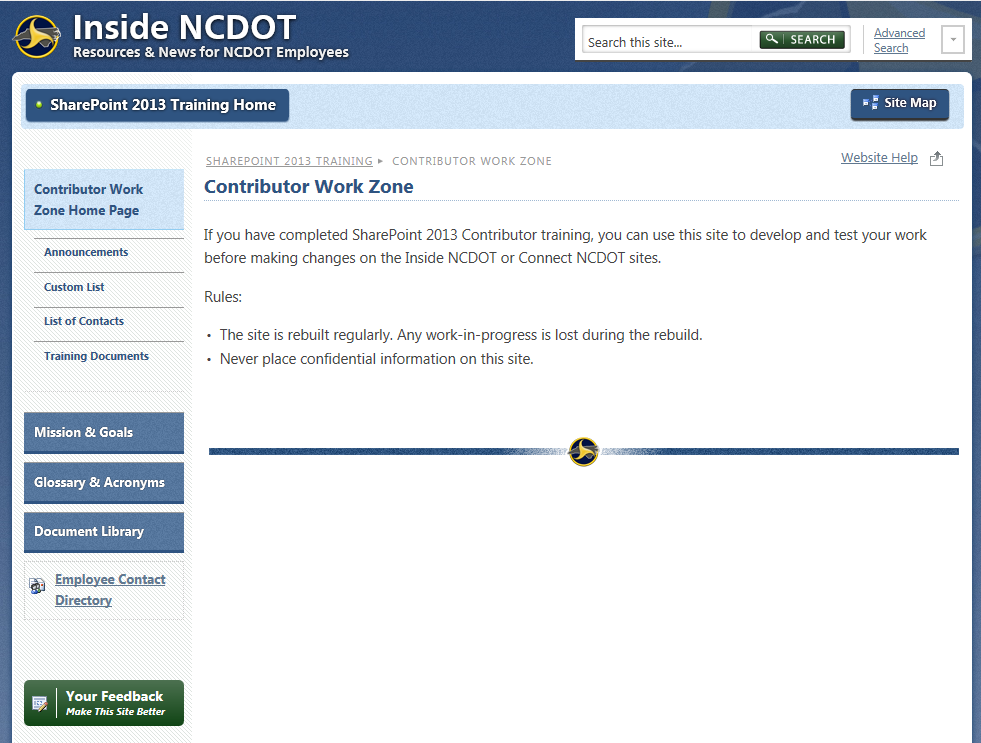 Inside NCDOT
Resources & News for NCDOT Employees
Search this site...
SEARCH
Advanced
Search
SharePoint 2013 Training Home
Site Map
SHAREPOINT 2013 TRAINING ▸ CONTRIBUTOR WORK ZONE
Website Help
Contributor Work Zone
Contributor Work
Zone Home Page
Announcements
Custom List
List of Contacts
Training Documents
Mission & Goals
Glossary & Acronyms
Document Library
Employee Contact
Directory
Your Feedback
Make This Site Better
If you have completed SharePoint 2013 Contributor training, you can use this site to develop and test your work
before making changes on the Inside NCDOT or Connect NCDOT sites.
Rules:
• The site is rebuilt regularly. Any work-in-progress is lost during the rebuild.
• Never place confidential information on this site.